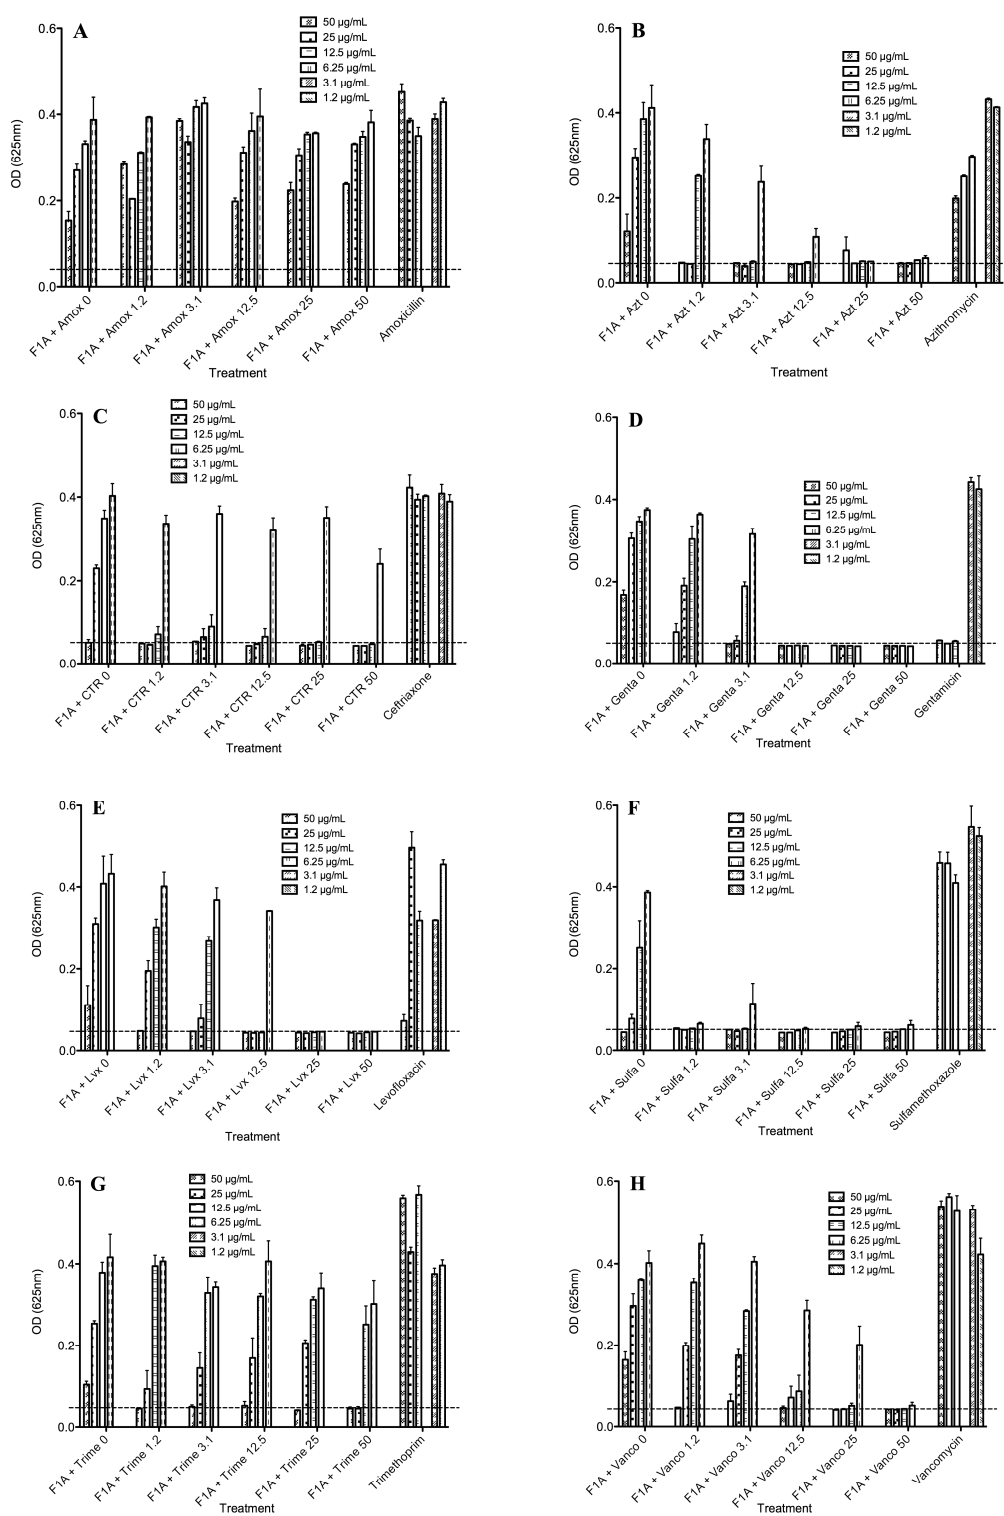 A
50 µg/mL
25 µg/mL
12.5 µg/mL
6.25 µg/mL
3.1 µg/mL
1.2 µg/mL
OD (625nm)
0.6
0.4
0.2
0.0
F1A + Amox 0
F1A + Amox 1.2
F1A + Amox 3.1
F1A + Amox 12.5
F1A + Amox 25
F1A + Amox 50
Amoxicillin
Treatment
B
50 µg/mL
25 µg/mL
12.5 µg/mL
6.25 µg/mL
3.1 µg/mL
1.2 µg/mL
OD (625nm)
0.6
0.4
0.2
0.0
F1A + Azt 0
F1A + Azt 1.2
F1A + Azt 3.1
F1A + Azt 12.5
F1A + Azt 25
F1A + Azt 50
Azithromycin
Treatment
C
50 µg/mL
25 µg/mL
12.5 µg/mL
6.25 µg/mL
3.1 µg/mL
1.2 µg/mL
OD (625nm)
0.6
0.4
0.2
0.0
F1A + CTR 0
F1A + CTR 1.2
F1A + CTR 3.1
F1A + CTR 12.5
F1A + CTR 25
F1A + CTR 50
Ceftriaxone
Treatment
D
50 µg/mL
25 µg/mL
12.5 µg/mL
6.25 µg/mL
3.1 µg/mL
1.2 µg/mL
OD (625nm)
0.6
0.4
0.2
0.0
F1A + Genta 0
F1A + Genta 1.2
F1A + Genta 3.1
F1A + Genta 12.5
F1A + Genta 25
F1A + Genta 50
Gentamicin
Treatment
E
50 µg/mL
25 µg/mL
12.5 µg/mL
6.25 µg/mL
3.1 µg/mL
1.2 µg/mL
OD (625nm)
0.6
0.4
0.2
0.0
F1A + Lvx 0
F1A + Lvx 1.2
F1A + Lvx 3.1
F1A + Lvx 12.5
F1A + Lvx 25
F1A + Lvx 50
Levofloxacin
Treatment
F
50 µg/mL
25 µg/mL
12.5 µg/mL
6.25 µg/mL
3.1 µg/mL
1.2 µg/mL
OD (625nm)
0.6
0.4
0.2
0.0
F1A + Sulfa 0
F1A + Sulfa 1.2
F1A + Sulfa 3.1
F1A + Sulfa 12.5
F1A + Sulfa 25
F1A + Sulfa 50
Sulfamethoxazole
Treatment
G
50 µg/mL
25 µg/mL
12.5 µg/mL
6.25 µg/mL
3.1 µg/mL
1.2 µg/mL
OD (625nm)
0.6
0.4
0.2
0.0
F1A + Trime 0
F1A + Trime 1.2
F1A + Trime 3.1
F1A + Trime 12.5
F1A + Trime 25
F1A + Trime 50
Trimethoprim
Treatment
H
50 µg/mL
25 µg/mL
12.5 µg/mL
6.25 µg/mL
3.1 µg/mL
1.2 µg/mL
OD (625nm)
0.6
0.4
0.2
0.0
F1A + Vanco 0
F1A + Vanco 1.2
F1A + Vanco 3.1
F1A + Vanco 12.5
F1A + Vanco 25
F1A + Vanco 50
Vancomycin
Treatment